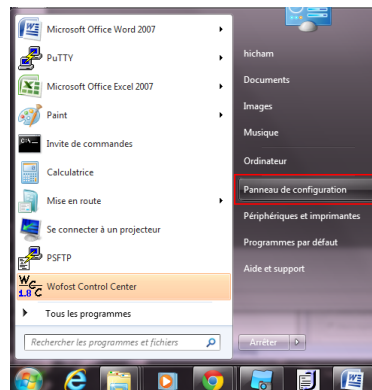 Microsoft Office Word 2007
PuTTY
Microsoft Office Excel 2007
Paint
Invite de commandes
Calculatrice
Mise en route
Se connecter à un projecteur
PSFTP
Wofost Control Center
Tous les programmes
Rechercher les programmes et fichiers
hicham
Documents
Images
Musique
Ordinateur
Panneau de configuration
Périphériques et imprimantes
Programmes par défaut
Aide et support
Arrêter